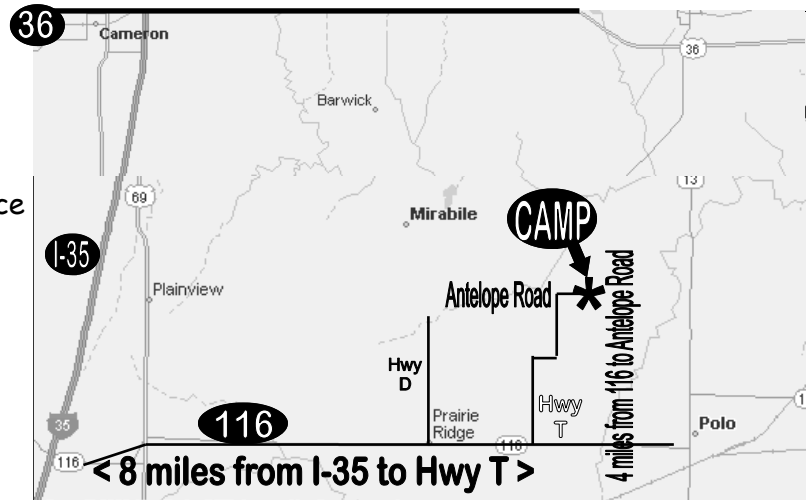 36
Cameron
36
Barwick
13
ce
69
Mirabile
CAMP
I-35
Plainview
Antelope Road
4 miles from 116 to Antelope Road
Hwy
D
Hwy
T
Prairie
Ridge
116
35
116
Polo
116
< 8 miles from I-35 to Hwy T >